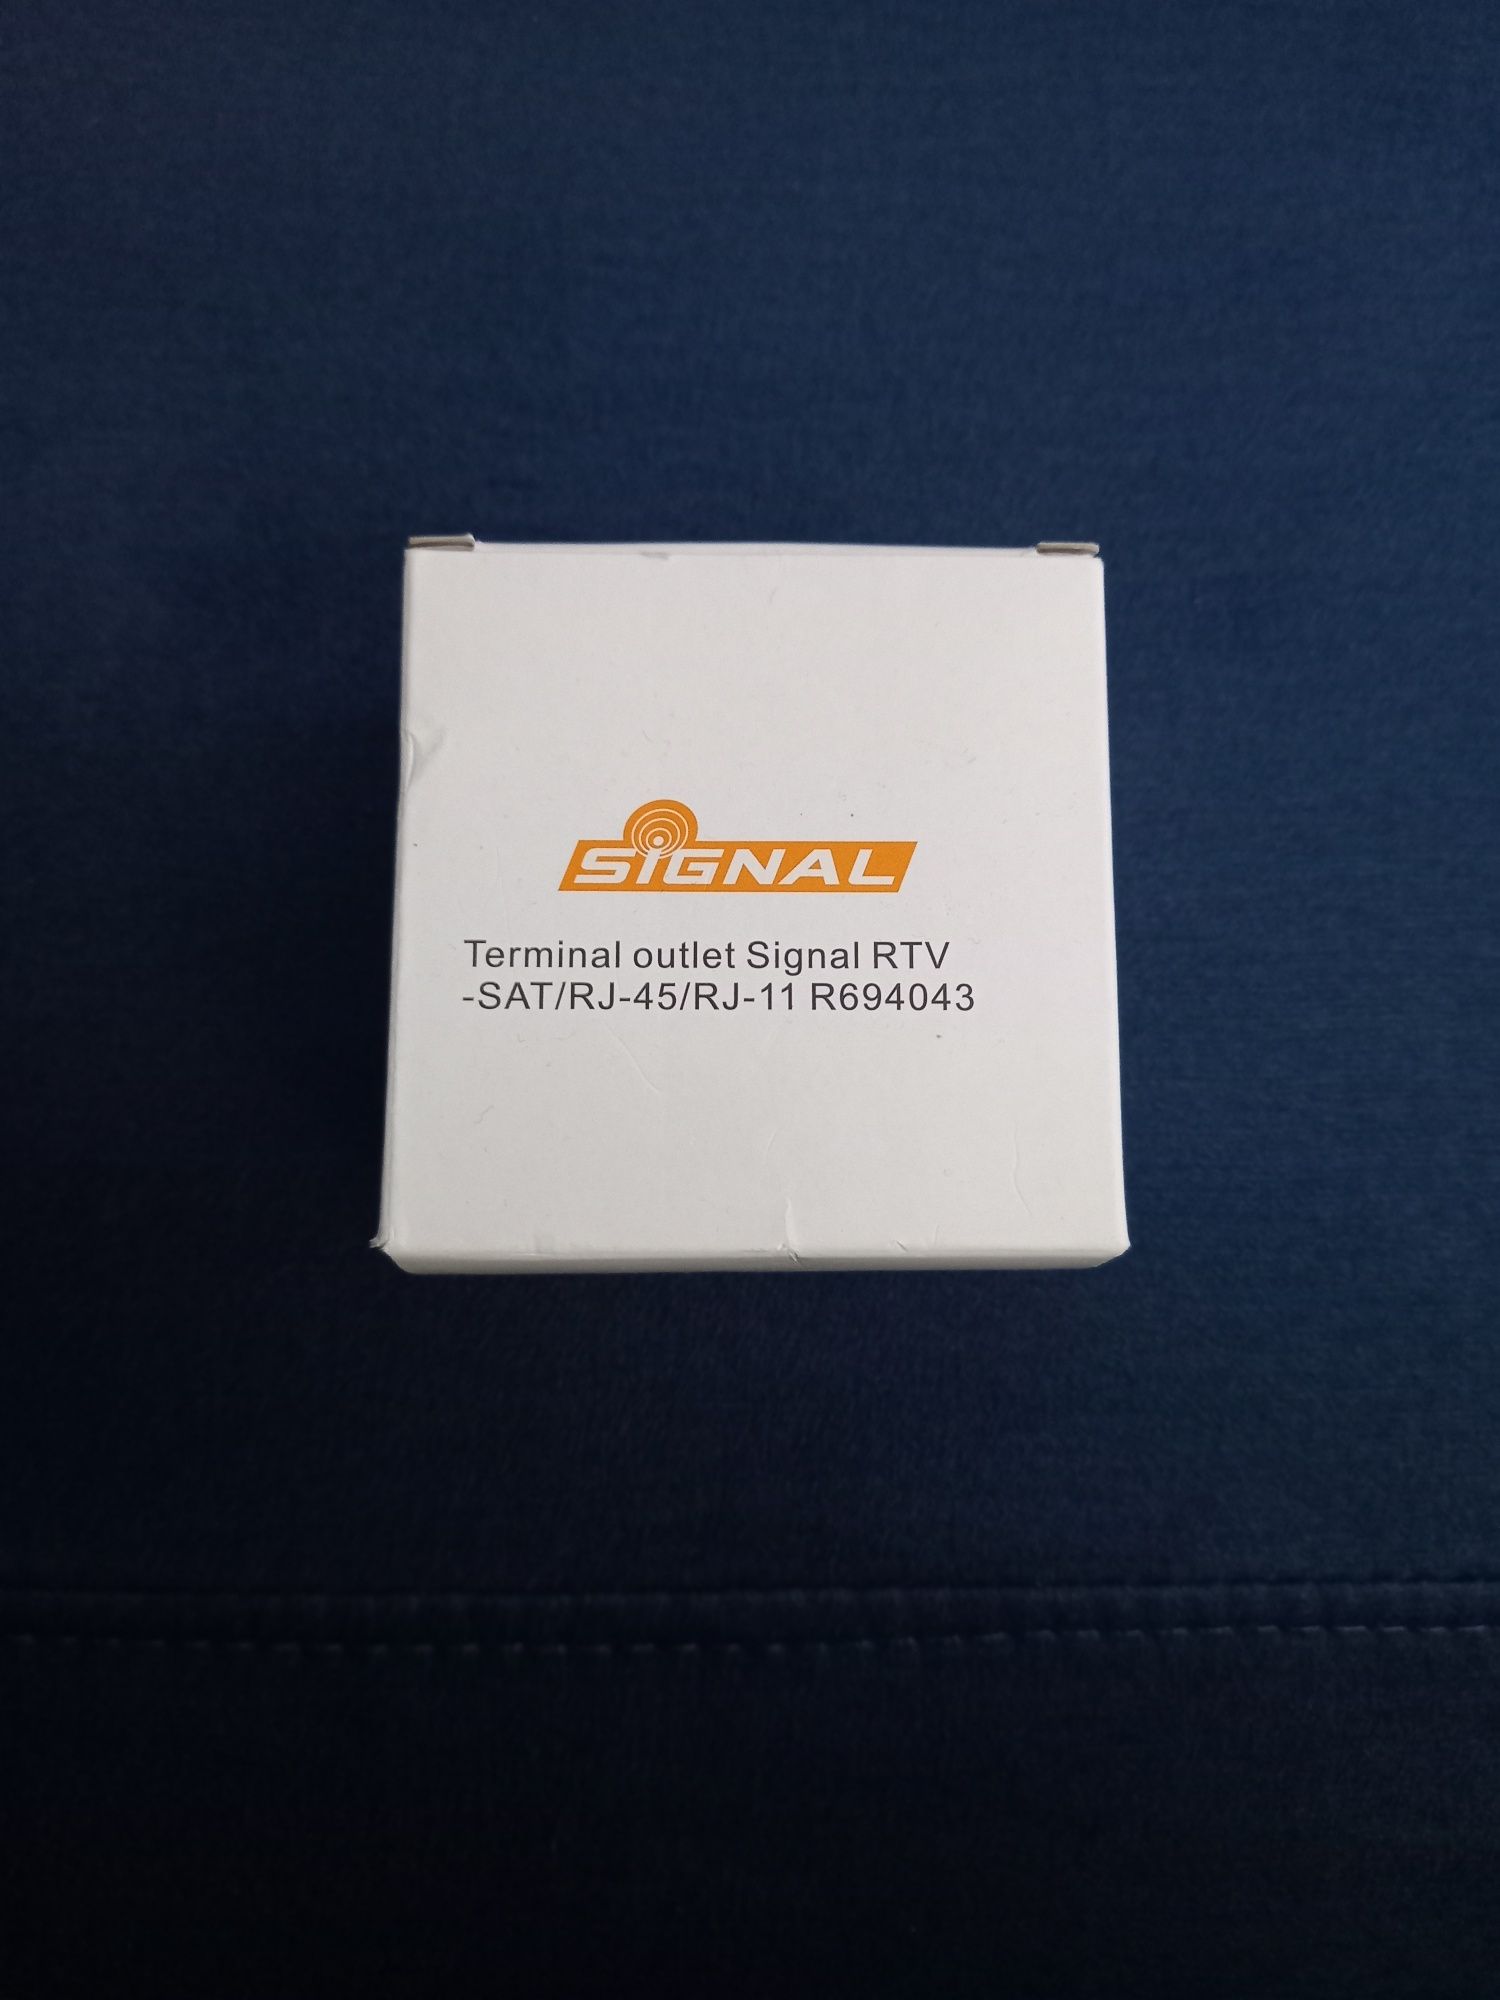 SiGNAL
Terminal outlet Signal RTV
-SAT/RJ-45/RJ-11 R694043